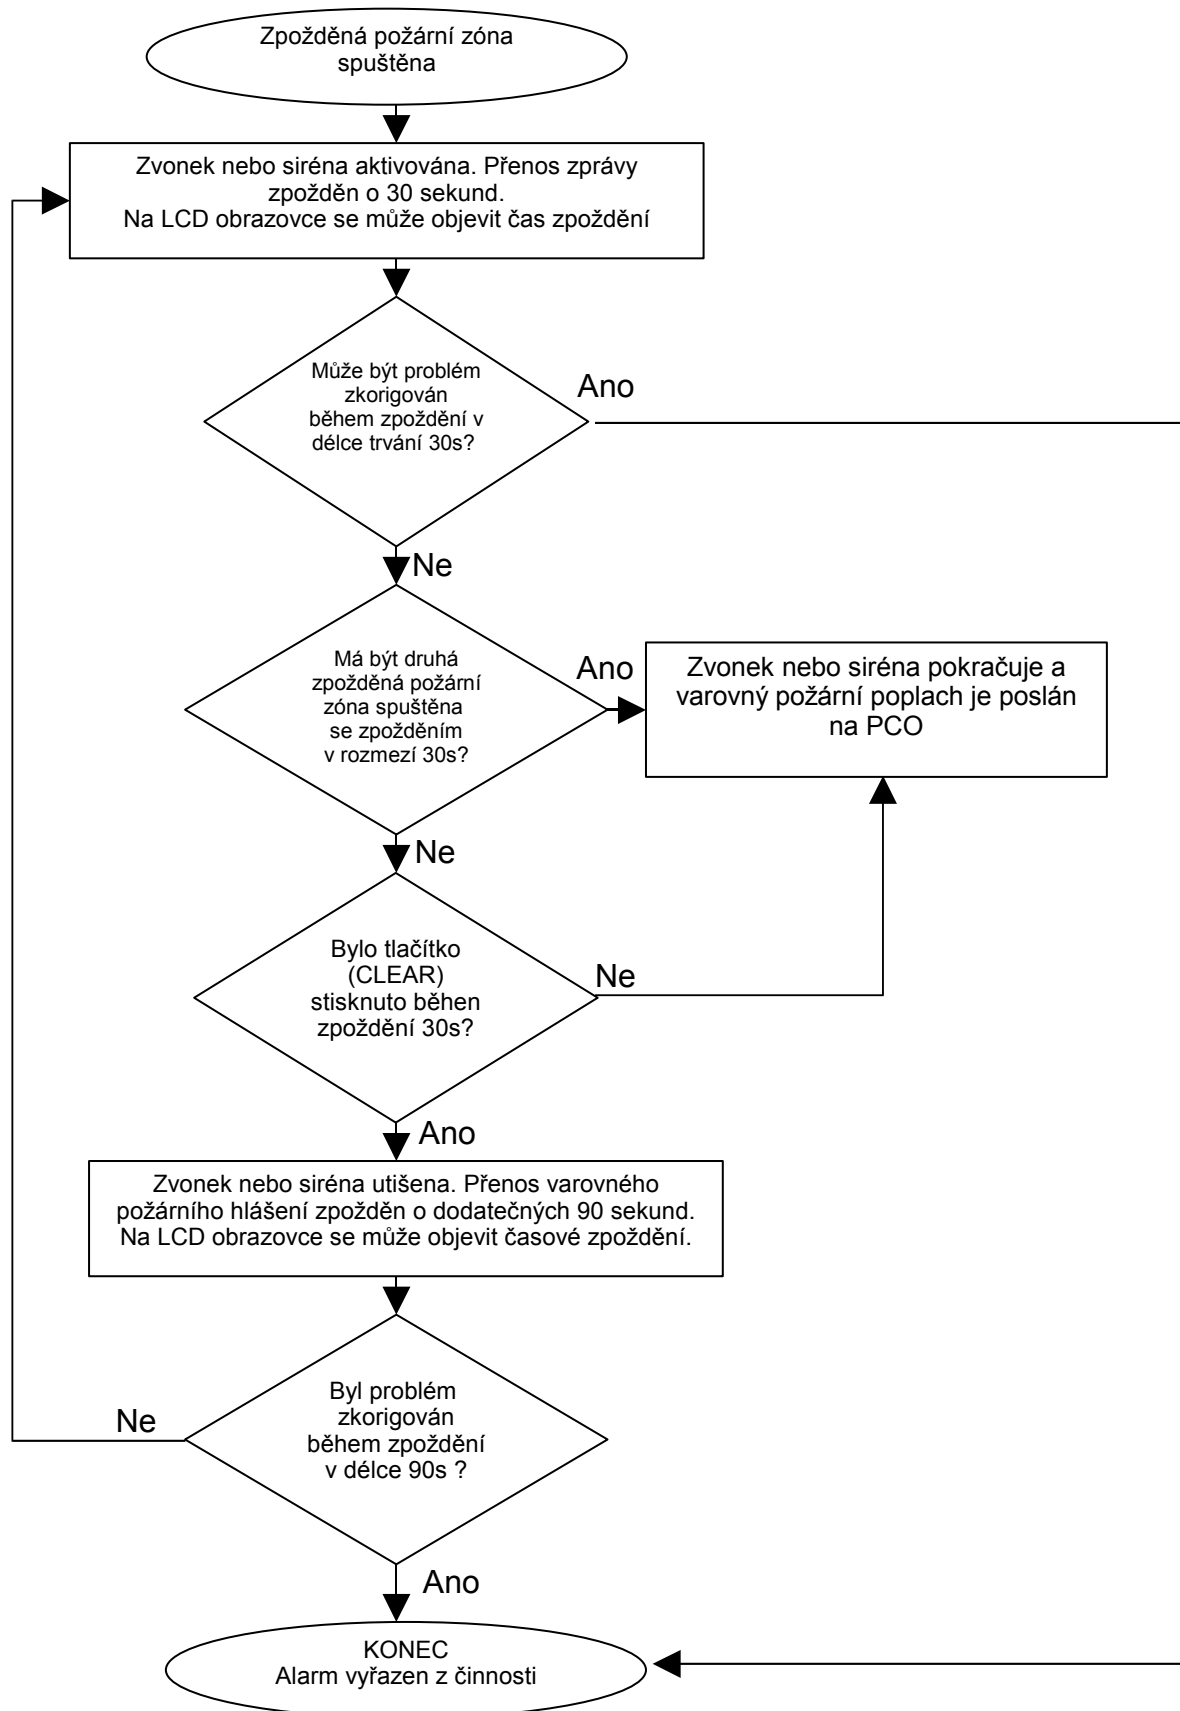 Zpožděná požární zóna
spuštěna
Zvonek nebo siréna aktivována. Přenos zprávy
zpožděn o 30 sekund.
Na LCD obrazovce se může objevit čas zpoždění
Může být problém
zkorigován
během zpoždění v
délce trvání 30s?
Ano
Ne
Má být druhá
zpožděná požární
zóna spuštěna
se zpožděním
v rozmezí 30s?
Ano
Zvonek nebo siréna pokračuje a
varovný požární poplach je poslán
na PCO
Ne
Bylo tlačítko
(CLEAR)
stisknuto běhen
zpoždění 30s?
Ne
Ano
Zvonek nebo siréna utišena. Přenos varovného
požárního hlášení zpožděn o dodatečných 90 sekund.
Na LCD obrazovce se může objevit časové zpoždění.
Byl problém
zkorigován
během zpoždění
v délce 90s ?
Ne
Ano
KONEC
Alarm vyřazen z činnosti